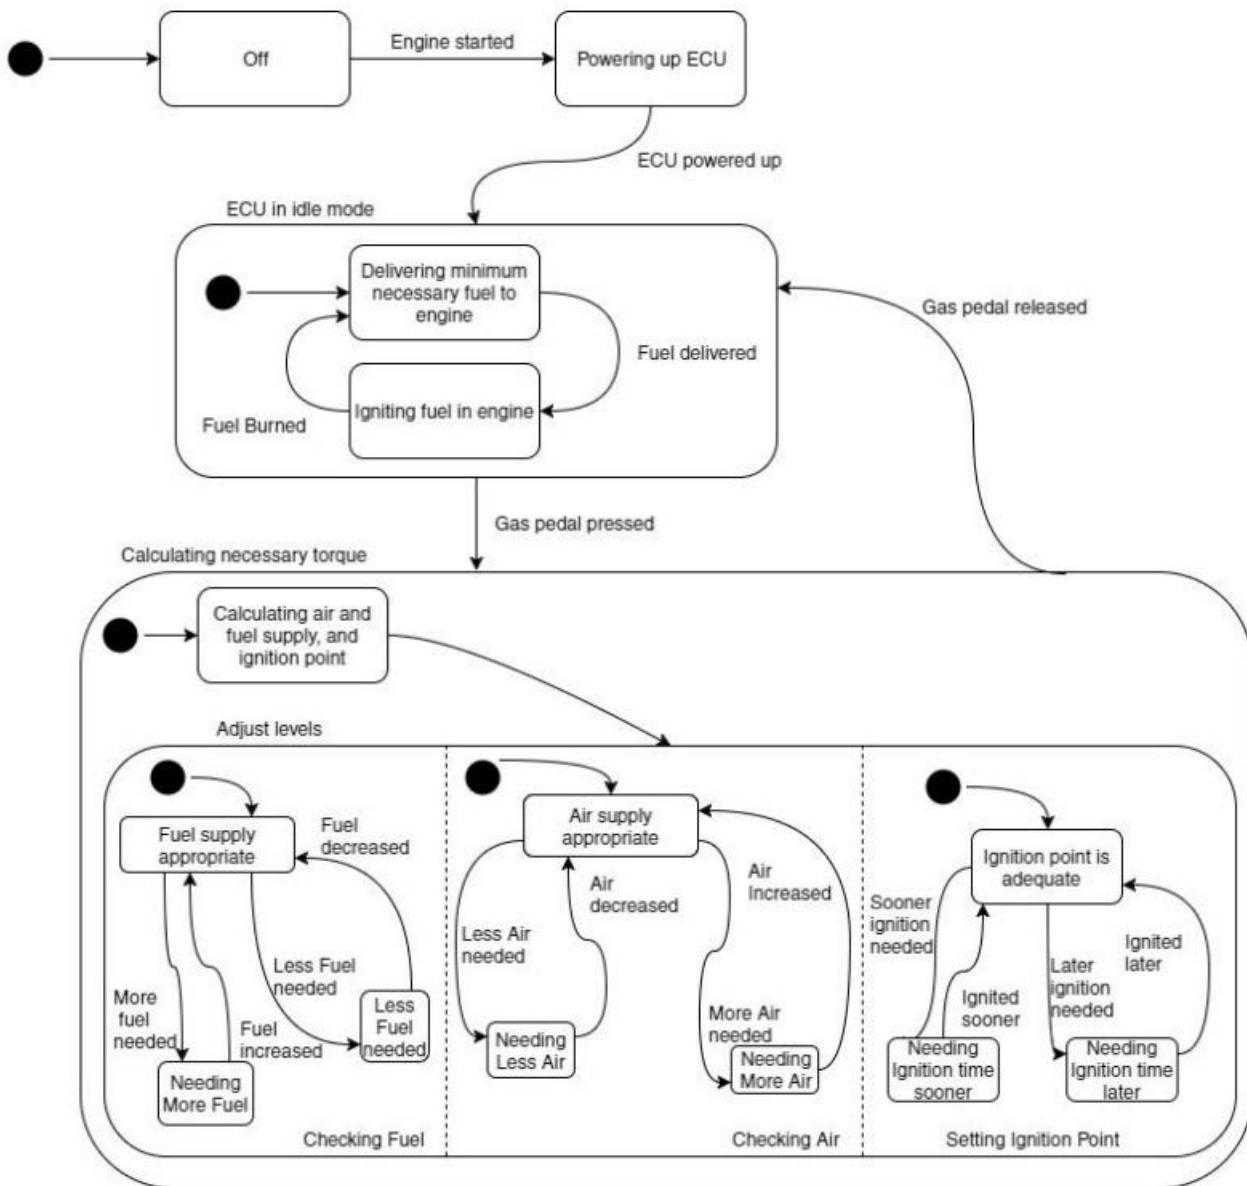 Off
Engine started
Powering up ECU
ECU powered up
ECU in idle mode
Delivering minimum
necessary fuel to
engine
Gas pedal released
Fuel delivered
Igniting fuel in engine
Fuel Burned
Gas pedal pressed
Calculating necessary torque
Calculating air and
fuel supply, and
ignition point
Adjust levels
Fuel supply
appropriate
Fuel
decreased
More
fuel
needed
Fuel
increased
Less Fuel
needed
Less
Fuel
needed
Needing
More Fuel
Checking Fuel
Air supply
appropriate
Less Air
needed
Air
decreased
Air
Increased
Needing
Less Air
More Air
needed
Needing
More Air
Checking Air
Ignition point is
adequate
Sooner
ignition
needed
Ignited
sooner
Later
ignition
needed
Ignited
later
Needing
Ignition time
sooner
Needing
Ignition time
later
Setting Ignition Point